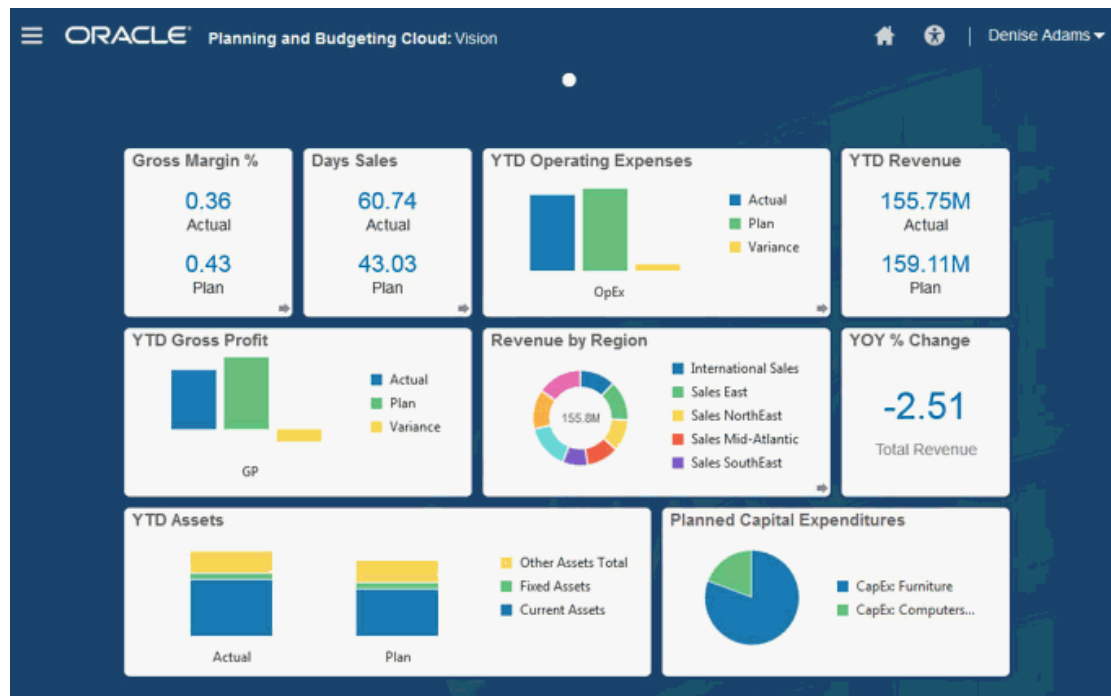 ORACLE Planning and Budgeting Cloud: Vision
Denise Adams
Gross Margin %
0.36
Actual
0.43
Plan
Days Sales
60.74
Actual
43.03
Plan
YTD Operating Expenses
Actual
Plan
Variance
OpEx
YTD Revenue
155.75M
Actual
159.11M
Plan
YTD Gross Profit
Actual
Plan
Variance
GP
Revenue by Region
155.8M
International Sales
Sales East
Sales NorthEast
Sales Mid-Atlantic
Sales SouthEast
YOY % Change
-2.51
Total Revenue
YTD Assets
Other Assets Total
Fixed Assets
Current Assets
Actual
Plan
Planned Capital Expenditures
CapEx: Furniture
CapEx: Computers...